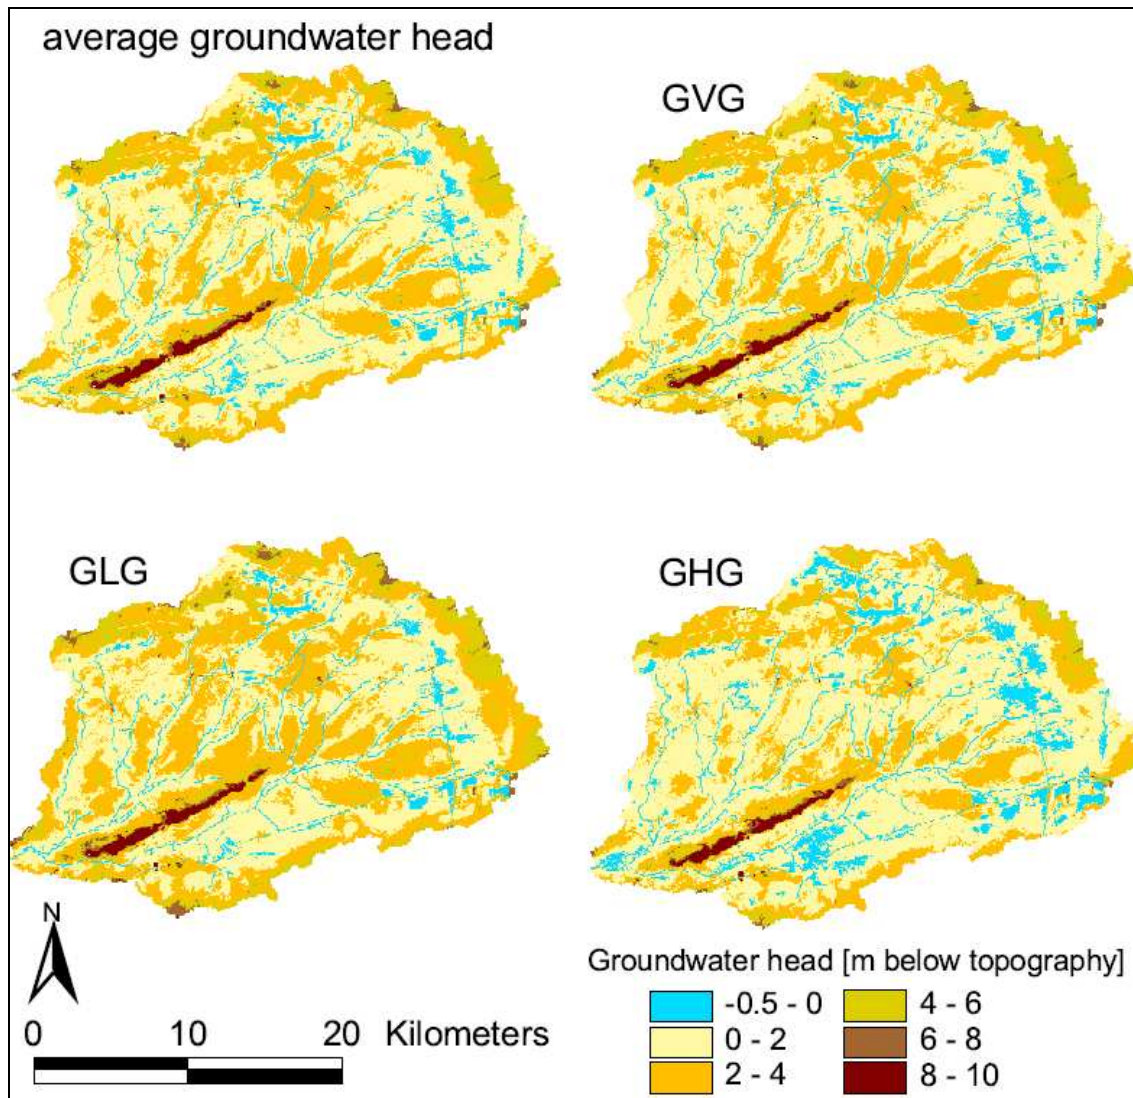 average groundwater head
GVG
GLG
GHG
N
0 10 20 Kilometers
Groundwater head [m below topography]
-0.5 - 0 4 - 6
0 - 2 6 - 8
2 - 4 8 - 10